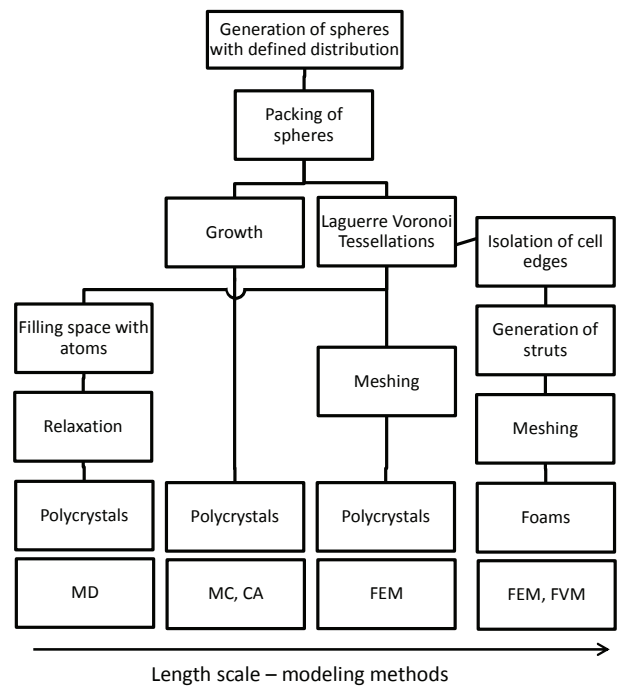 Generation of spheres
with defined distribution
Packing of
spheres
Growth
Laguerre Voronoi
Tessellations
Isolation of cell
edges
Filling space with
atoms
Generation of
struts
Meshing
Relaxation
Meshing
Polycrystals
Polycrystals
Polycrystals
Foams
MD
MC, CA
FEM
FEM, FVM
Length scale – modeling methods